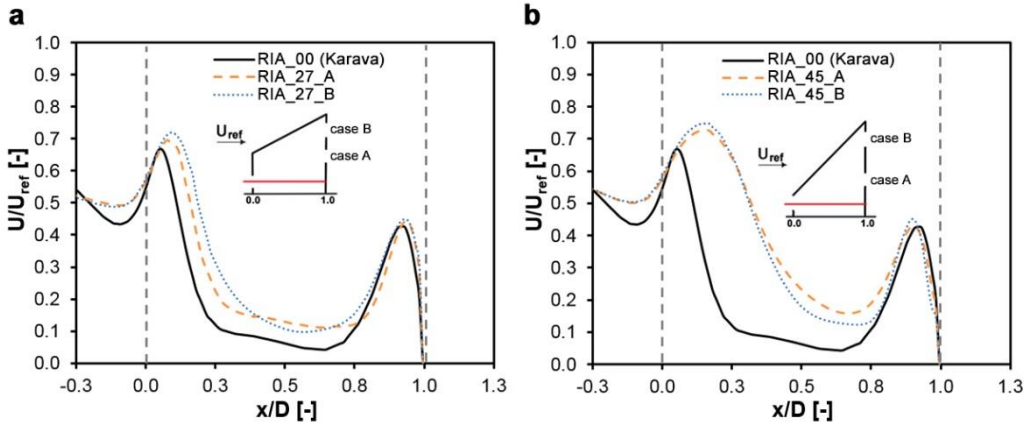 a
1.0
0.9
0.8
0.7
0.6
0.5
0.4
0.3
0.2
0.1
0.0
U/Uref [-]
RIA_00 (Karava)
RIA_27_A
RIA_27_B
Uref
case B
case A
0.0 1.0
-0.3 0.0 0.3 0.5 0.8 1.0 1.3
x/D [-]
b
1.0
0.9
0.8
0.7
0.6
0.5
0.4
0.3
0.2
0.1
0.0
U/Uref [-]
RIA_00 (Karava)
RIA_45_A
RIA_45_B
Uref
case B
case A
0.0 1.0
-0.3 0.0 0.3 0.5 0.8 1.0 1.3
x/D [-]